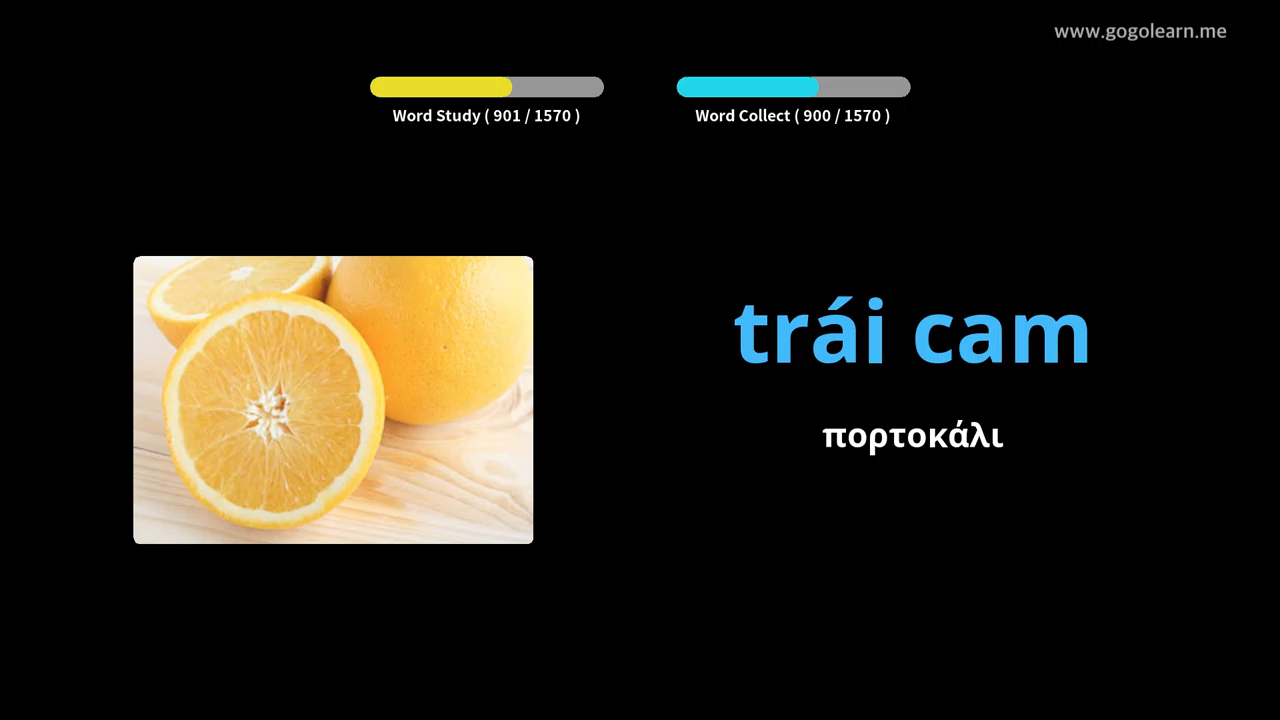 www.gogolearn.me
Word Study ( 901 / 1570 )
Word Collect ( 900 / 1570 )
trái cam
πορτοκάλι